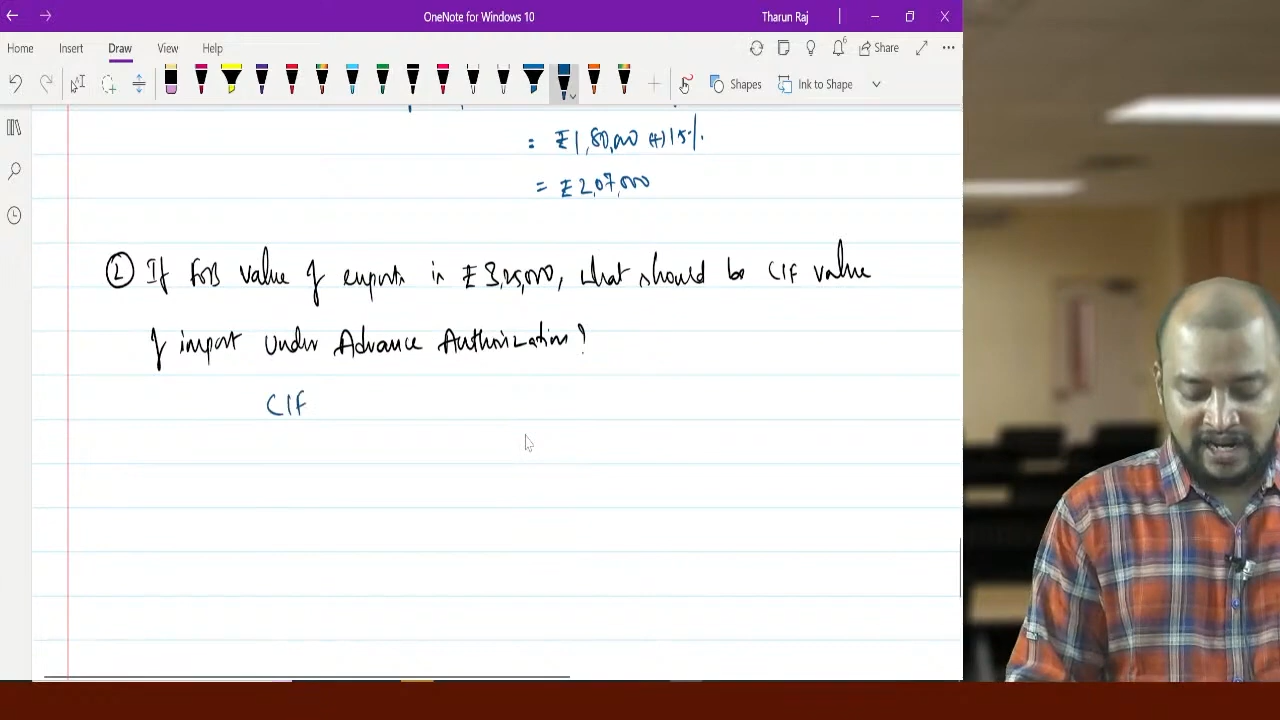 OneNote for Windows 10
Tharun Raj
Home Insert Draw View Help
6 Share
Shapes Ink to Shape
= ₹1,80,000 (+) 15%
= ₹2,07,000
② If FOB value of exports is ₹3,25,000, what should be CIF value
of import under Advance Authorization?
CIF